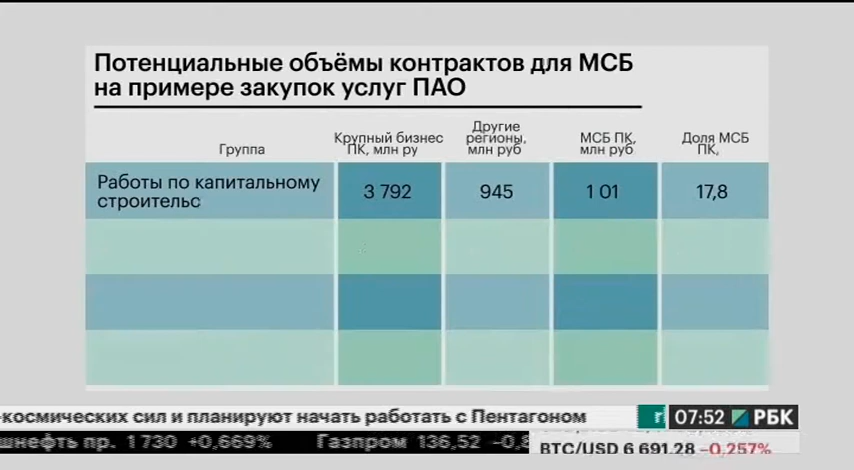 Потенциальные объёмы контрактов для МСБ
на примере закупок услуг ПАО
Группа
Крупный бизнес
ПК, млн ру
Другие
регионы,
млн руб
МСБ ПК,
млн руб
Доля МСБ
ПК,
Работы по капитальному
строительс
3 792
945
1 01
17,8
-космических сил и планируют начать работать с Пентагоном
г 07:52 РБК
шнефть пр. 1 730 +0,669% Газпром 136,52 -0,8
BTC/USD 6 691.28 -0,257%